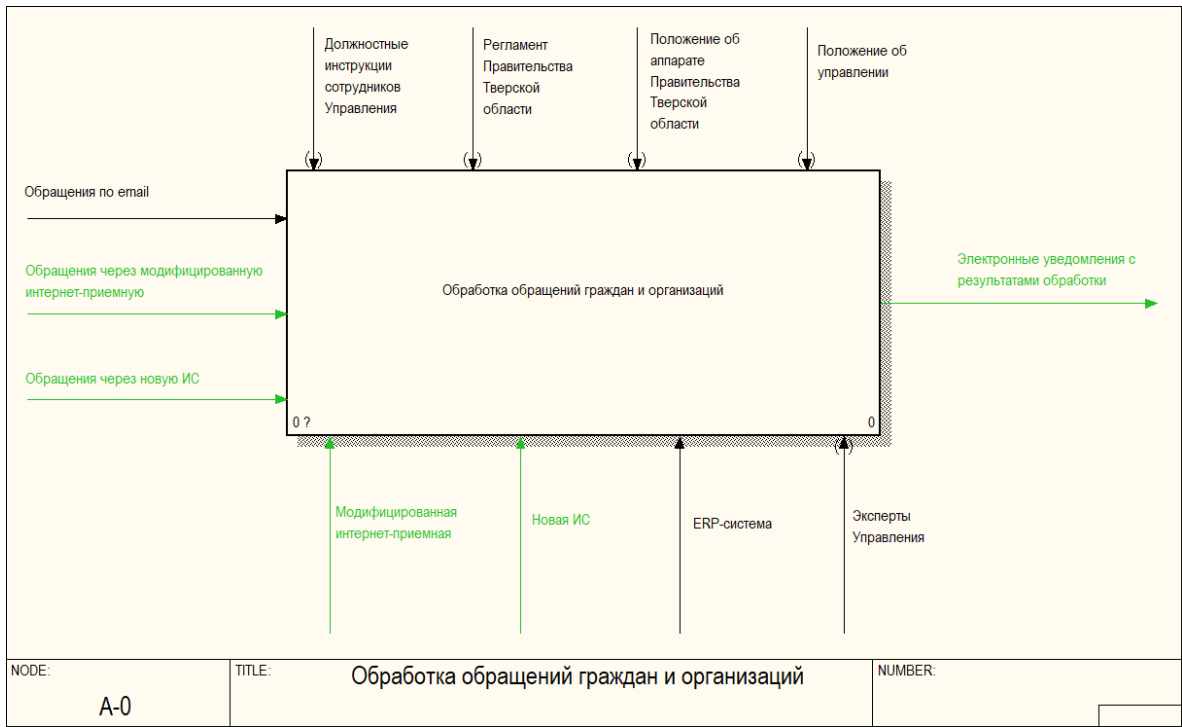 Должностные
инструкции
сотрудников
Управления
Регламент
Правительства
Тверской
области
Положение об
аппарате
Правительства
Тверской
области
Положение об
управлении
( )
( )
( )
( )
Обращения по email
Обращения через модифицированную
интернет-приемную
Обращения через новую ИС
Обработка обращений граждан и организаций
Электронные уведомления с
результатами обработки
0 ?
0
( )
Модифицированная
интернет-приемная
Новая ИС
ERP-система
Эксперты
Управления
NODE:
A-0
TITLE:
Обработка обращений граждан и организаций
NUMBER: